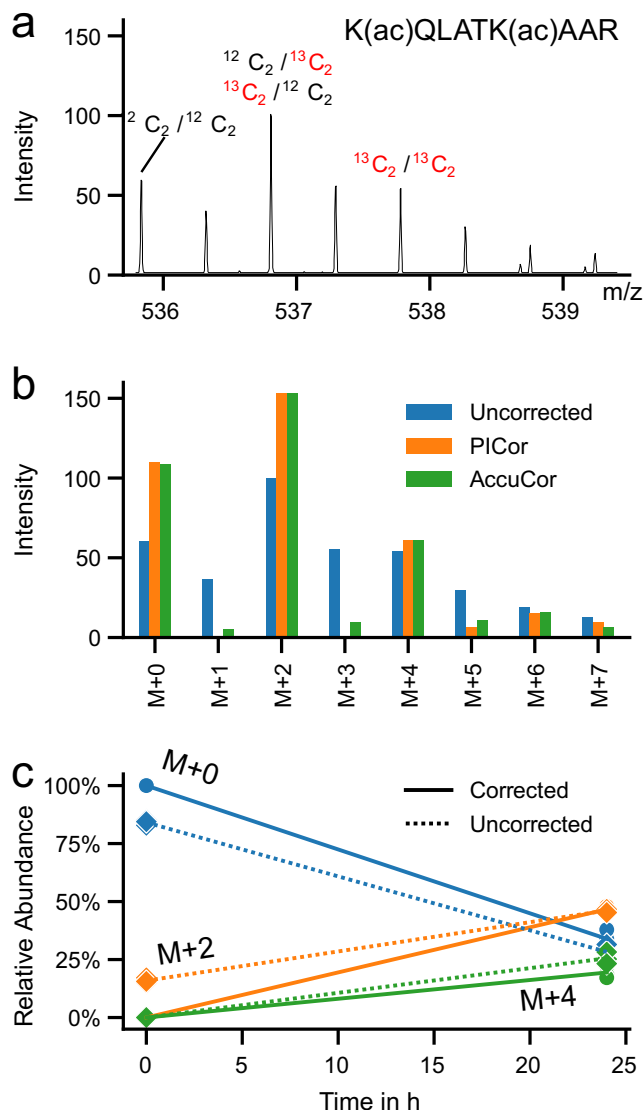 a
K(ac)QLATK(ac)AAR
150
100
50
0
Intensity
¹² C₂ / ¹³C₂
¹³C₂ / ¹² C₂
² C₂ / ¹² C₂
¹³C₂ / ¹³C₂
536
537
538
539
m/z
b
150
100
50
0
Intensity
Uncorrected
PICor
AccuCor
M+0
M+1
M+2
M+3
M+4
M+5
M+6
M+7
c
100%
75%
50%
25%
0%
Relative Abundance
M+0
M+2
M+4
Corrected
Uncorrected
0
5
10
15
20
25
Time in h